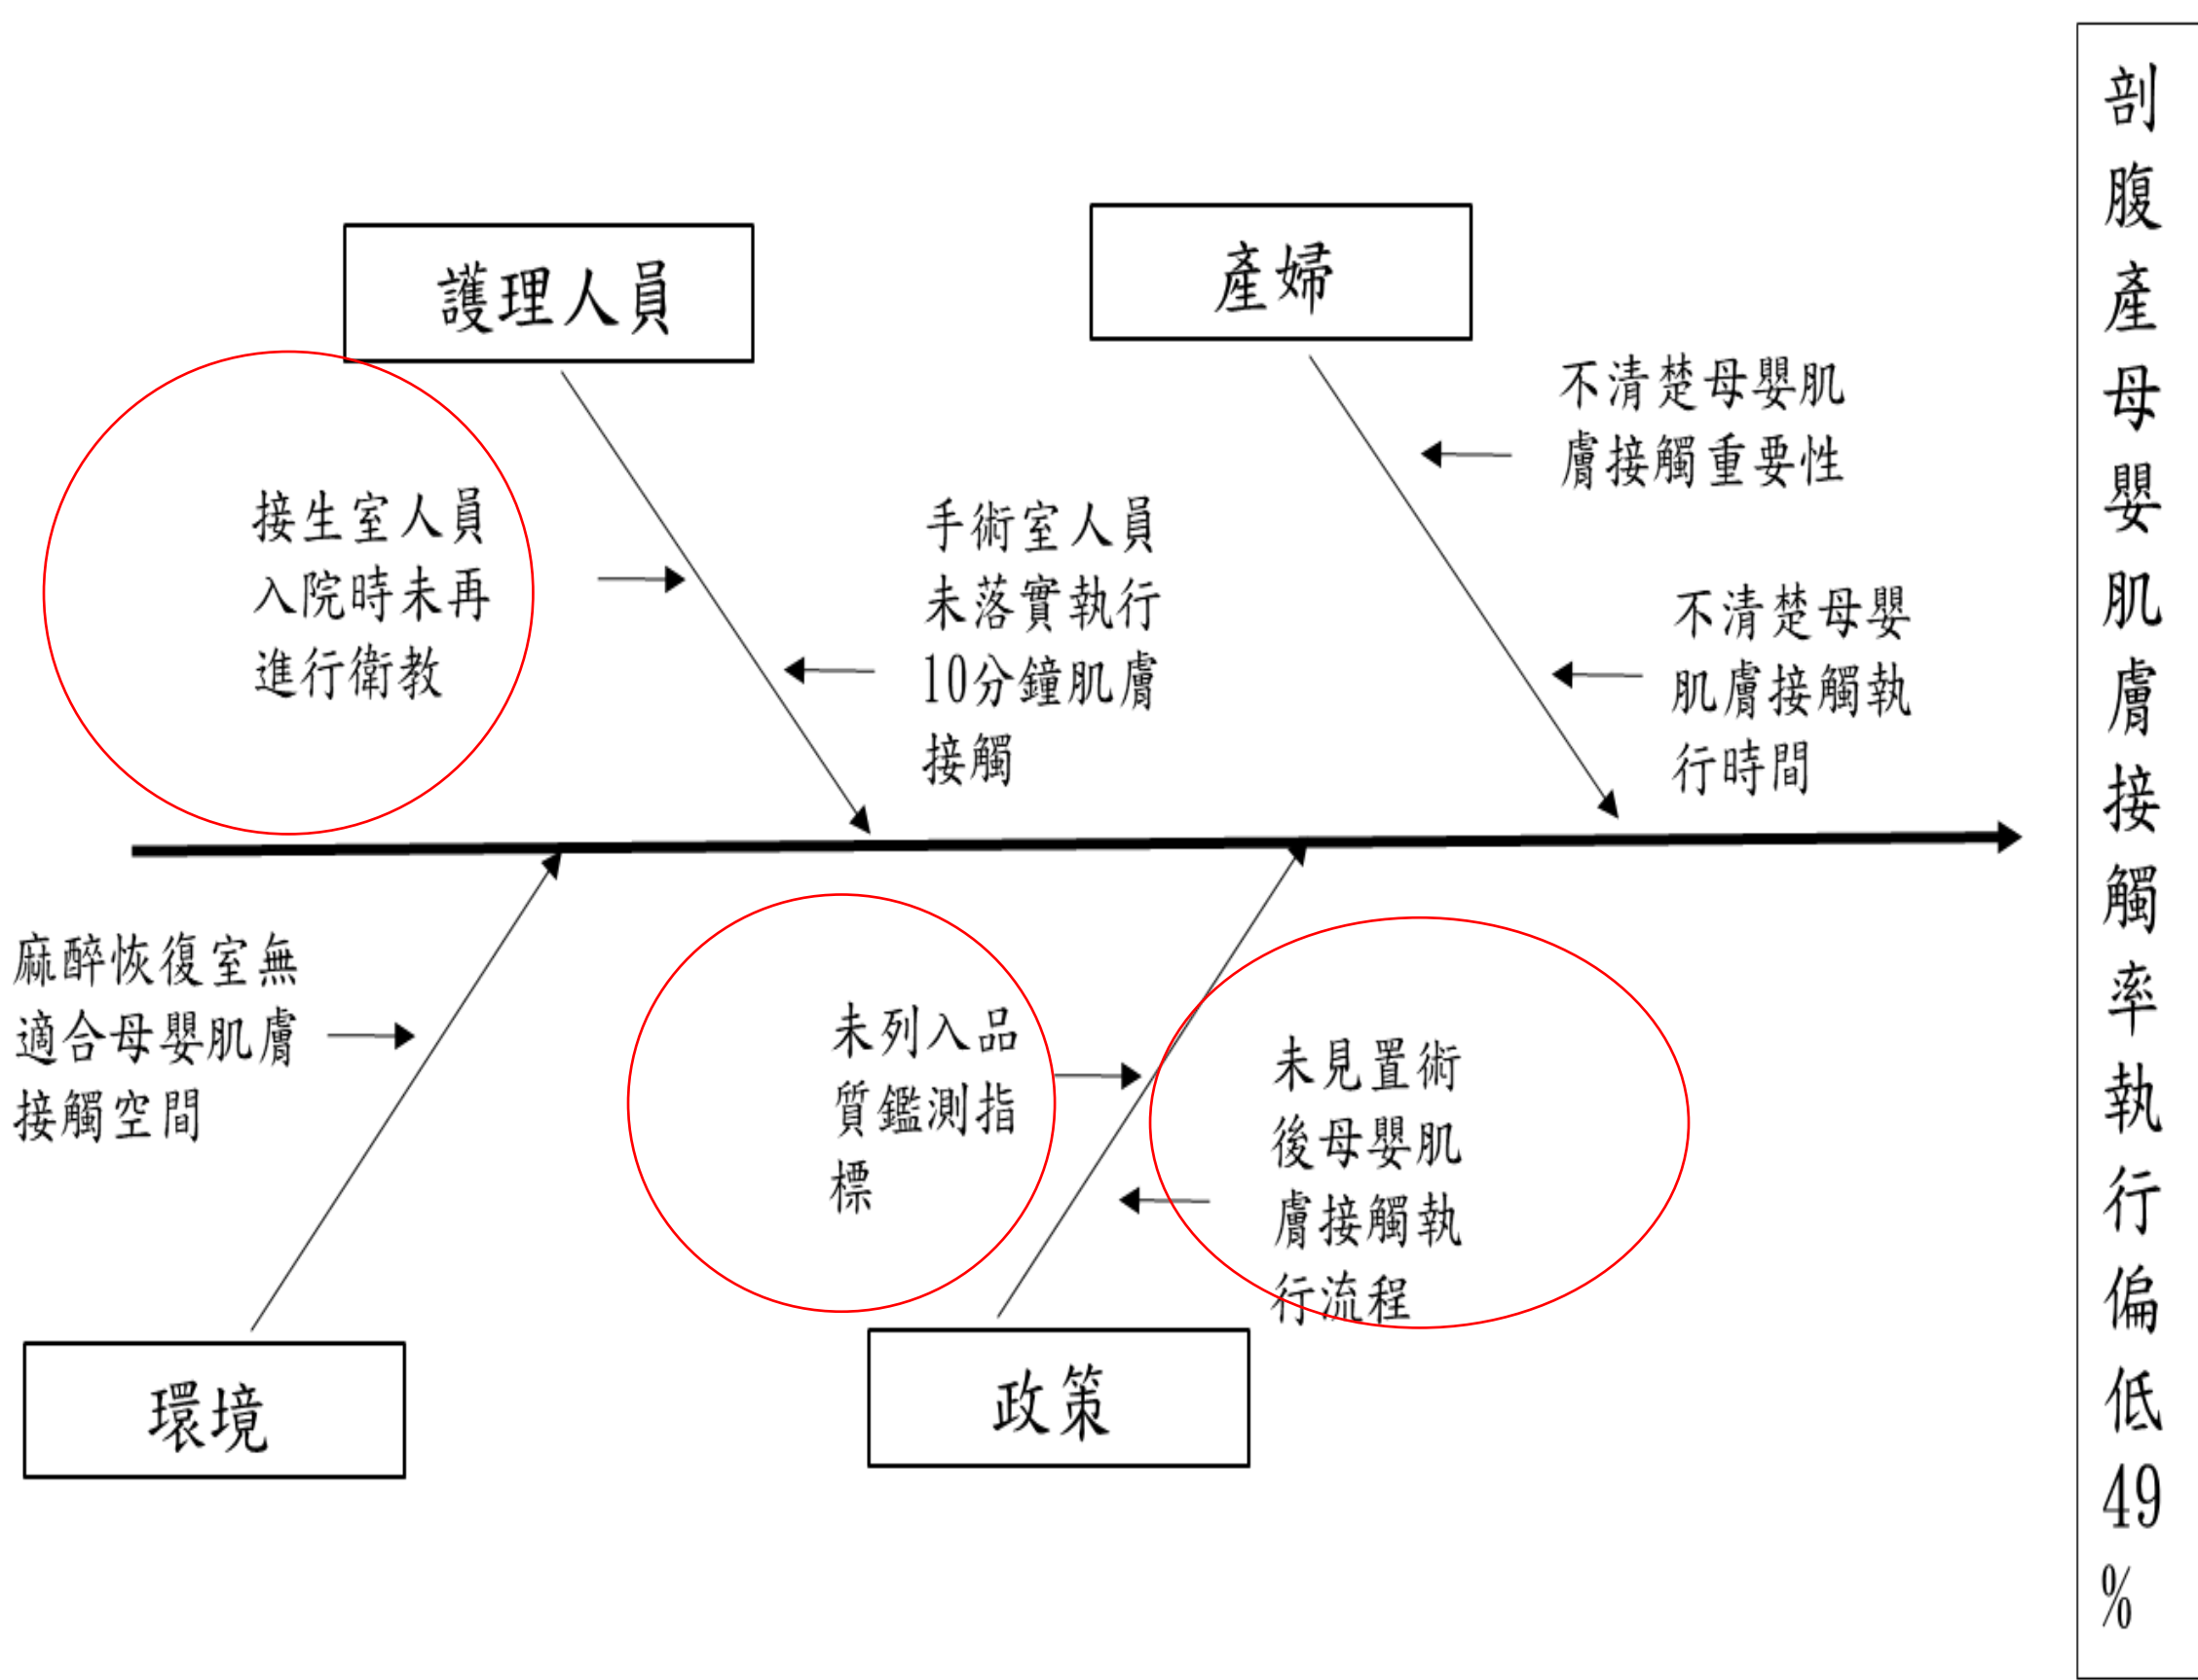 護理人員
接生室人員
入院時未再
進行衛教
手術室人員
未落實執行
10分鐘肌膚
接觸
產婦
不清楚母嬰肌
膚接觸重要性
不清楚母嬰
肌膚接觸執
行時間
麻醉恢復室無
適合母嬰肌膚
接觸空間
環境
未列入品
質鑑測指
標
未見置術
後母嬰肌
膚接觸執
行流程
政策
剖腹產母嬰肌膚接觸率執行偏低49%